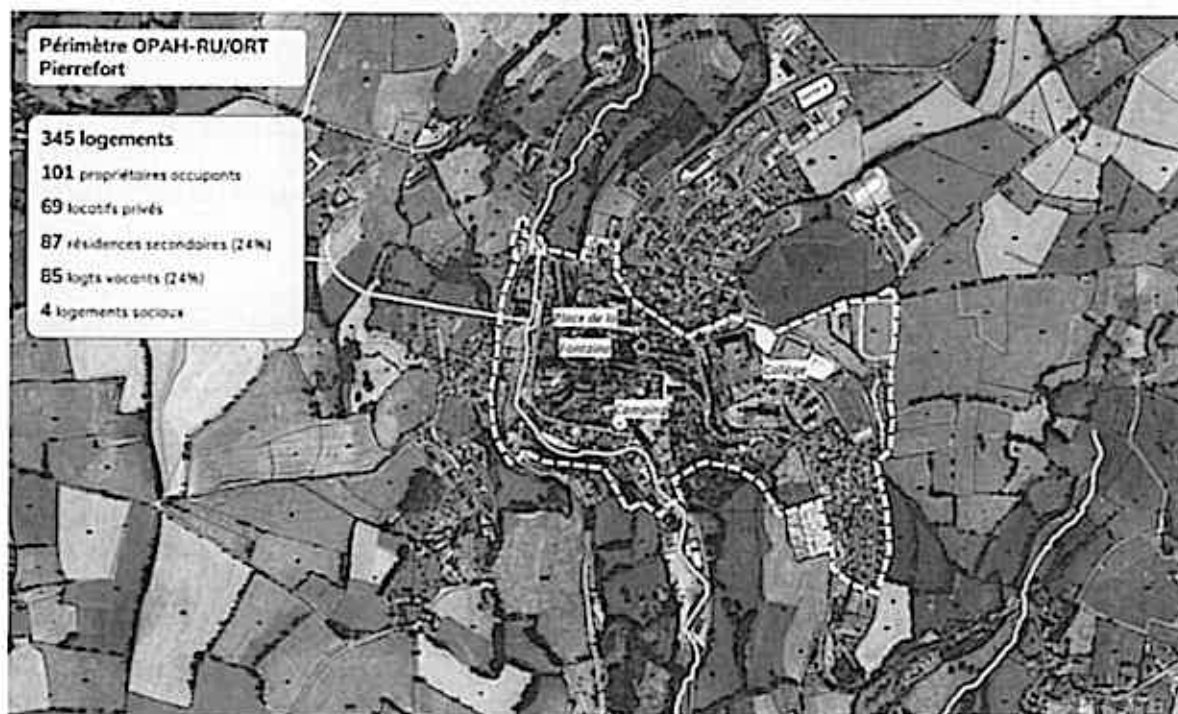 Périmètre OPAH-RU/ORT
Pierrefort
345 logements
101 propriétaires occupants
69 locatifs privés
87 résidences secondaires (24%)
85 logts vacants (24%)
4 logements sociaux
Place de la
Fontaine
Collège